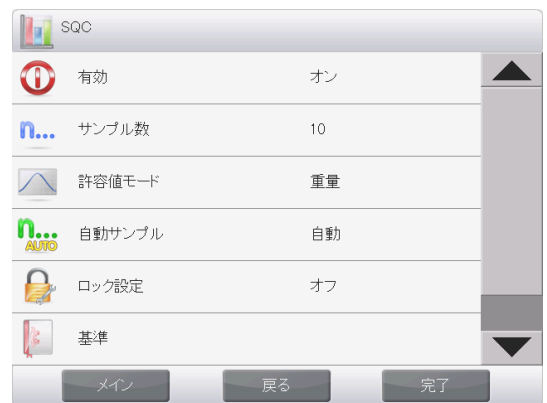 SQC
有効 オン
n... サンプル数 10
許容値モード 重量
n... AUTO 自動サンプル 自動
ロック設定 オフ
基準
メイン 戻る 完了